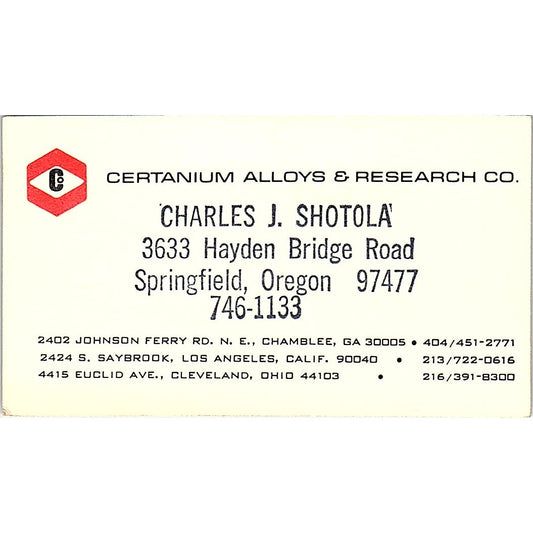 C
CERTANIUM ALLOYS & RESEARCH CO.
CHARLES J. SHOTOLA
3633 Hayden Bridge Road
Springfield, Oregon 97477
746-1133
2402 JOHNSON FERRY RD. N. E., CHAMBLEE, GA 30005 • 404/451-2771
2424 S. SAYBROOK, LOS ANGELES, CALIF. 90040 • 213/722-0616
4415 EUCLID AVE., CLEVELAND, OHIO 44103 • 216/391-8300